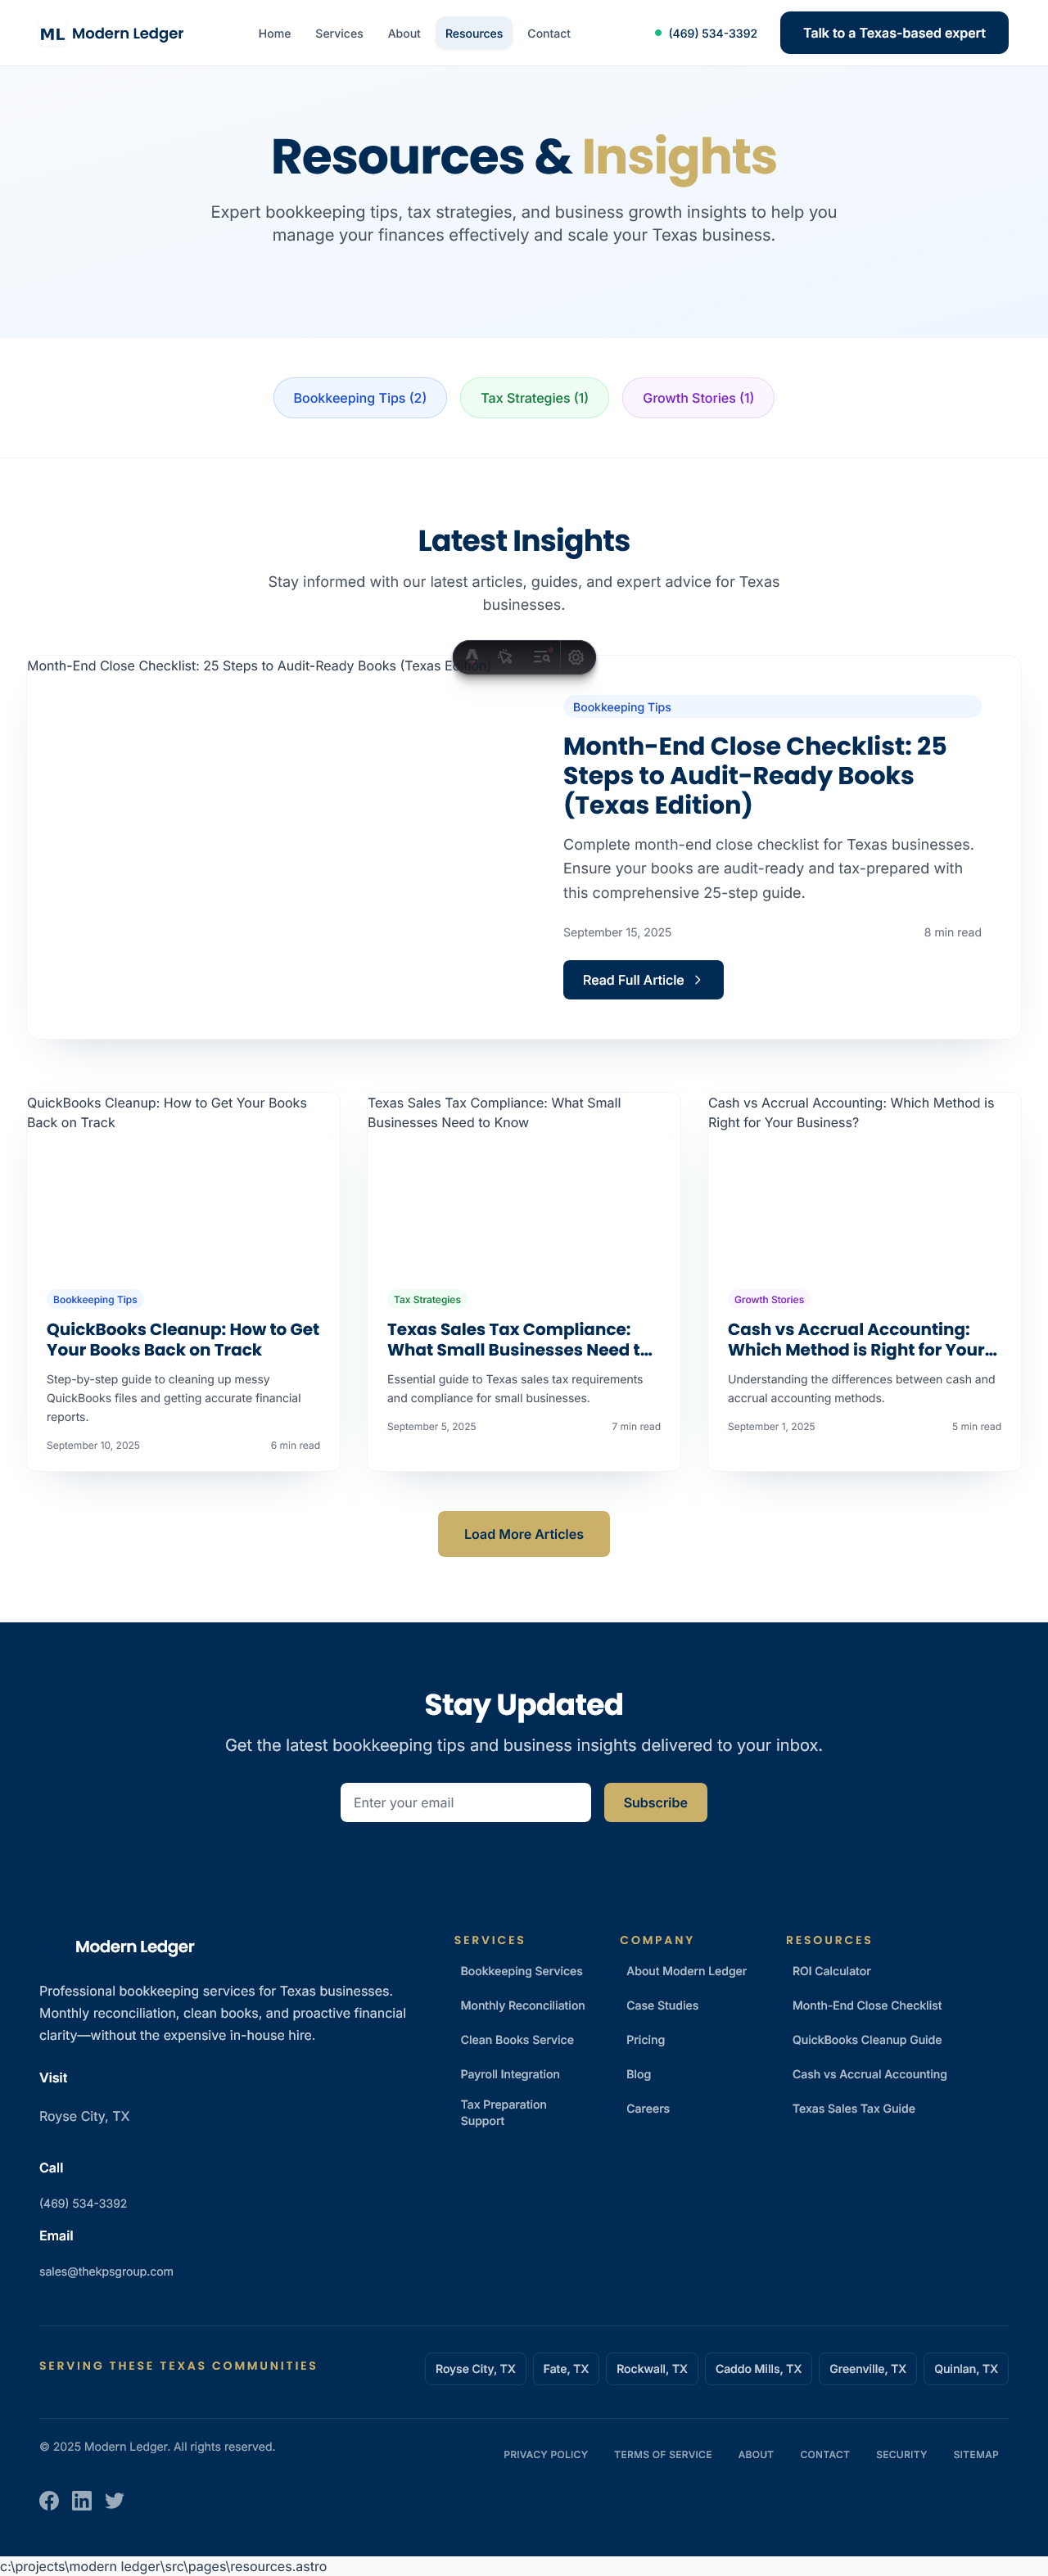 ML Modern Ledger
Home
Services
About
Resources
Contact
(469) 534-3392
Talk to a Texas-based expert
Resources & Insights
Expert bookkeeping tips, tax strategies, and business growth insights to help you
manage your finances effectively and scale your Texas business.
Bookkeeping Tips (2)
Tax Strategies (1)
Growth Stories (1)
Latest Insights
Stay informed with our latest articles, guides, and expert advice for Texas
businesses.
Month-End Close Checklist: 25 Steps to Audit-Ready Books (Texas Edition)
Bookkeeping Tips
Month-End Close Checklist: 25
Steps to Audit-Ready Books
(Texas Edition)
Complete month-end close checklist for Texas businesses.
Ensure your books are audit-ready and tax-prepared with
this comprehensive 25-step guide.
September 15, 2025
8 min read
Read Full Article
QuickBooks Cleanup: How to Get Your Books
Back on Track
Bookkeeping Tips
QuickBooks Cleanup: How to Get
Your Books Back on Track
Step-by-step guide to cleaning up messy
QuickBooks files and getting accurate financial
reports.
September 10, 2025
6 min read
Texas Sales Tax Compliance: What Small
Businesses Need to Know
Tax Strategies
Texas Sales Tax Compliance:
What Small Businesses Need t...
Essential guide to Texas sales tax requirements
and compliance for small businesses.
September 5, 2025
7 min read
Cash vs Accrual Accounting: Which Method is
Right for Your Business?
Growth Stories
Cash vs Accrual Accounting:
Which Method is Right for Your...
Understanding the differences between cash and
accrual accounting methods.
September 1, 2025
5 min read
Load More Articles
Stay Updated
Get the latest bookkeeping tips and business insights delivered to your inbox.
Enter your email
Subscribe
Modern Ledger
Professional bookkeeping services for Texas businesses.
Monthly reconciliation, clean books, and proactive financial
clarity—without the expensive in-house hire.
Visit
Royse City, TX
Call
(469) 534-3392
Email
sales@thekpsgroup.com
SERVICES
Bookkeeping Services
Monthly Reconciliation
Clean Books Service
Payroll Integration
Tax Preparation
Support
COMPANY
About Modern Ledger
Case Studies
Pricing
Blog
Careers
RESOURCES
ROI Calculator
Month-End Close Checklist
QuickBooks Cleanup Guide
Cash vs Accrual Accounting
Texas Sales Tax Guide
SERVING THESE TEXAS COMMUNITIES
Royse City, TX
Fate, TX
Rockwall, TX
Caddo Mills, TX
Greenville, TX
Quinlan, TX
© 2025 Modern Ledger. All rights reserved.
PRIVACY POLICY
TERMS OF SERVICE
ABOUT
CONTACT
SECURITY
SITEMAP
c:\projects\modern ledger\src\pages\resources.astro